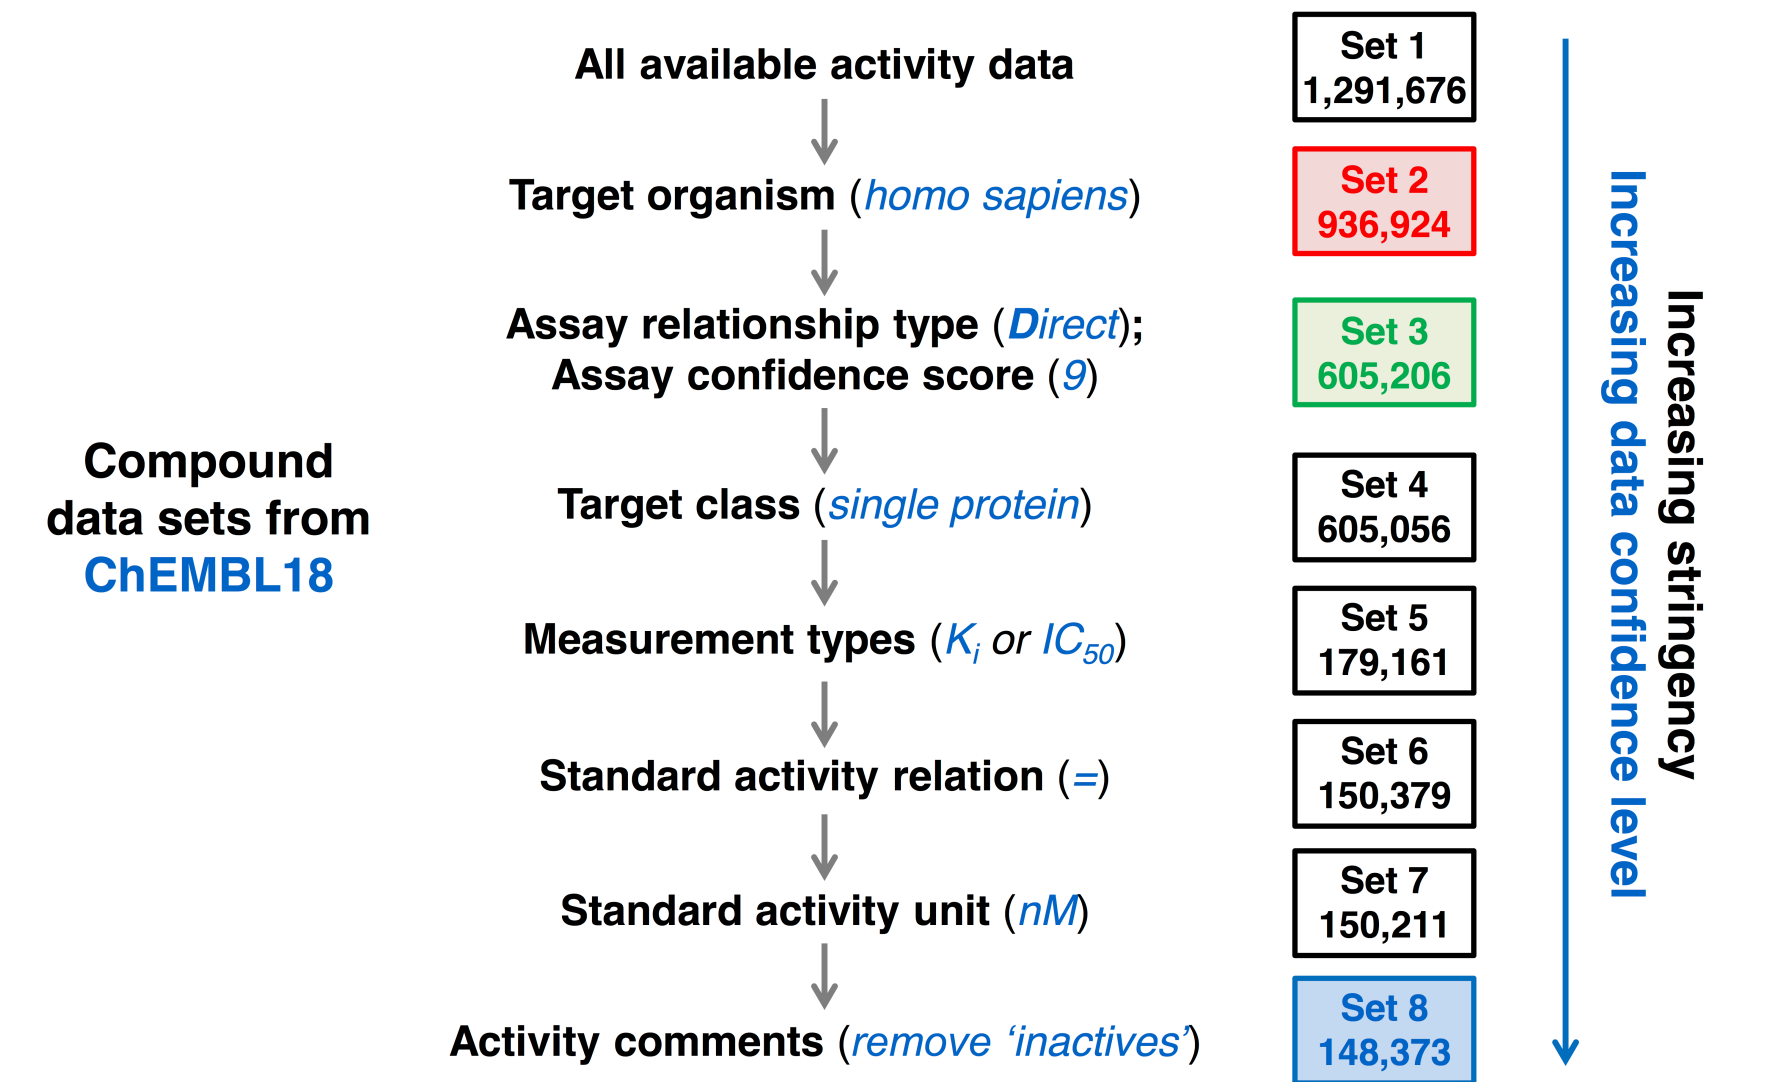 All available activity data
Set 1
1,291,676
Target organism (homo sapiens)
Set 2
936,924
Assay relationship type (Direct);
Assay confidence score (9)
Set 3
605,206
Compound
data sets from
ChEMBL18
Target class (single protein)
Set 4
605,056
Measurement types (Ki or IC50)
Set 5
179,161
Standard activity relation (=)
Set 6
150,379
Standard activity unit (nM)
Set 7
150,211
Activity comments (remove ‘inactives’)
Set 8
148,373
Increasing stringency
Increasing data confidence level